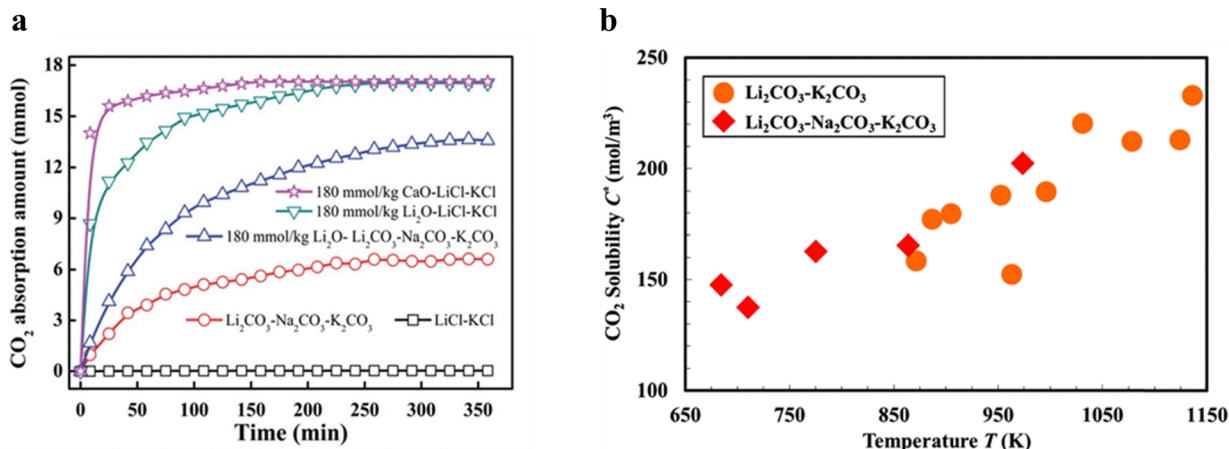 a
CO₂ absorption amount (mmol)
18
15
12
9
6
3
0
180 mmol/kg CaO-LiCl-KCl
180 mmol/kg Li₂O-LiCl-KCl
180 mmol/kg Li₂O- Li₂CO₃-Na₂CO₃-K₂CO₃
Li₂CO₃-Na₂CO₃-K₂CO₃
LiCl-KCl
0 50 100 150 200 250 300 350 400
Time (min)
b
CO₂ Solubility C* (mol/m³)
250
200
150
100
Li₂CO₃-K₂CO₃
Li₂CO₃-Na₂CO₃-K₂CO₃
650 750 850 950 1050 1150
Temperature T (K)